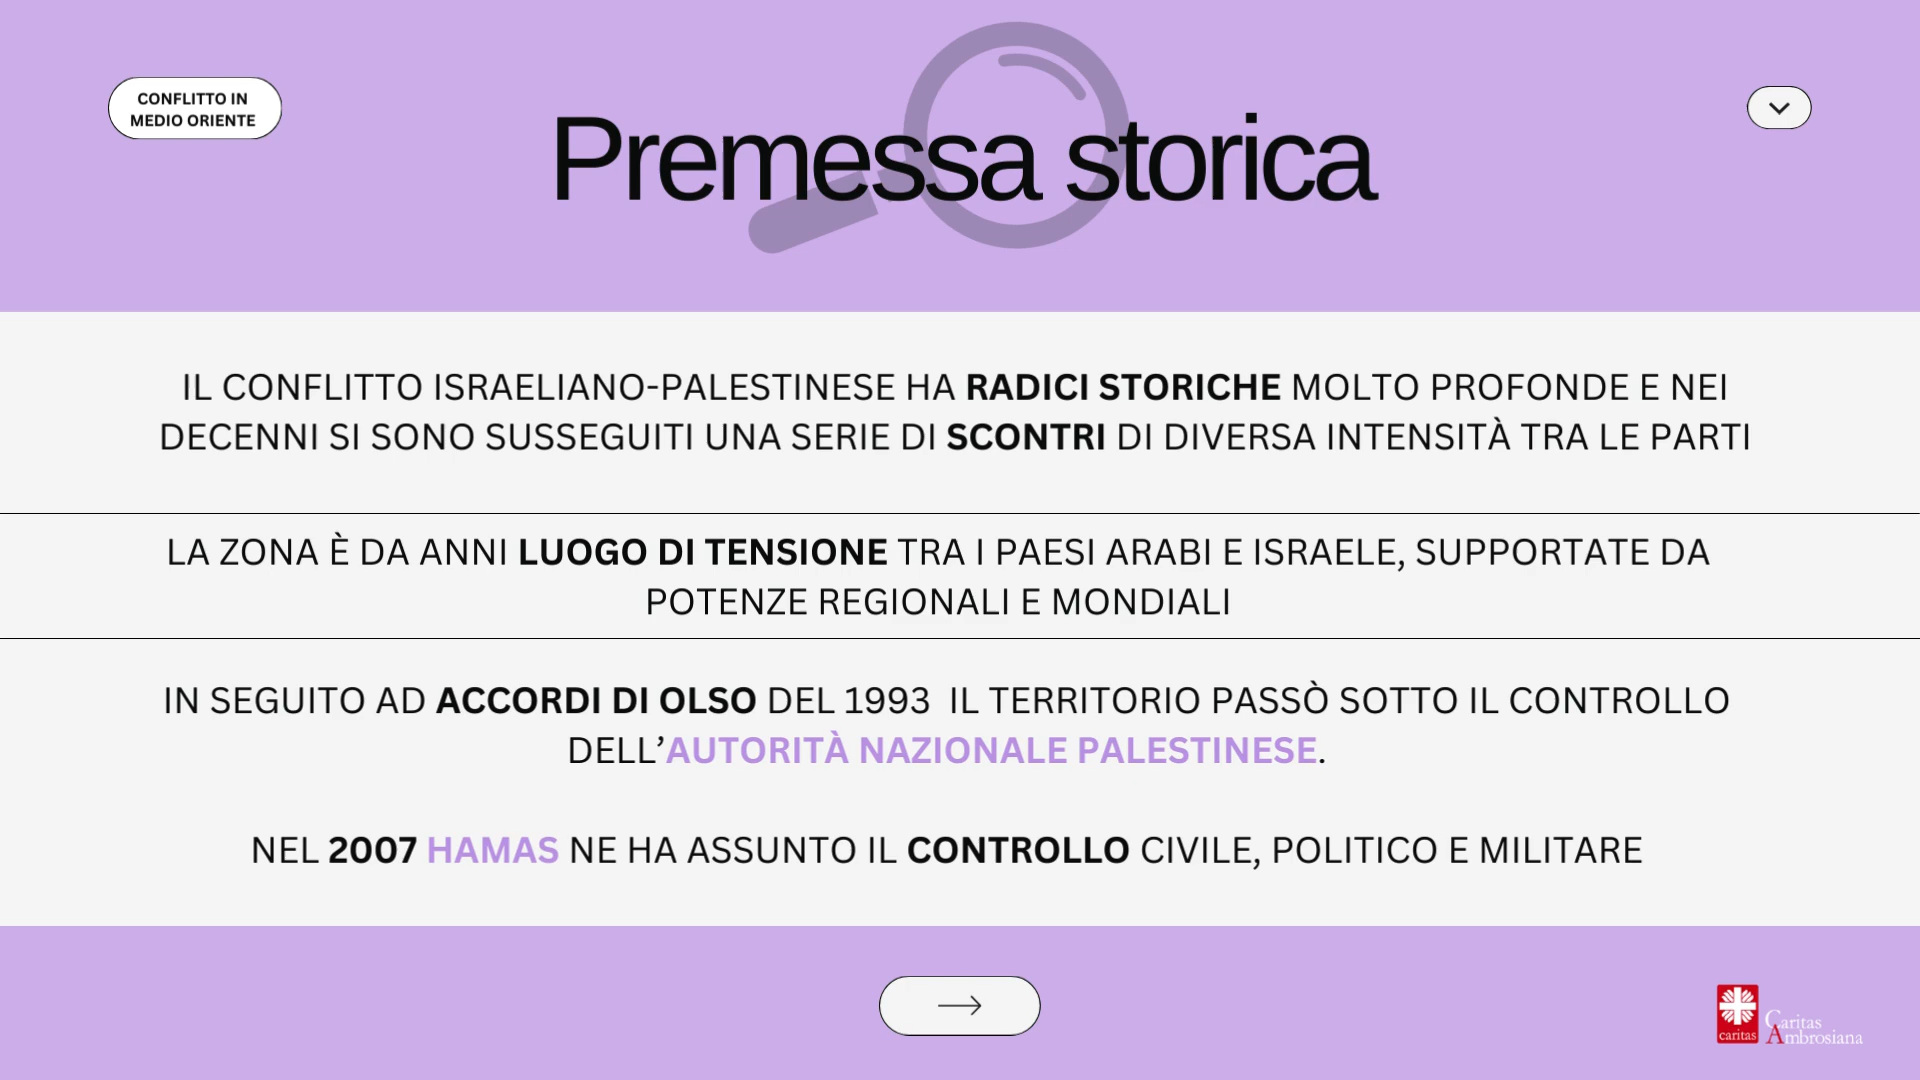 CONFLITTO IN
MEDIO ORIENTE
Premessa storica
IL CONFLITTO ISRAELIANO-PALESTINESE HA RADICI STORICHE MOLTO PROFONDE E NEI
DECENNI SI SONO SUSSEGUITI UNA SERIE DI SCONTRI DI DIVERSA INTENSITÀ TRA LE PARTI
LA ZONA È DA ANNI LUOGO DI TENSIONE TRA I PAESI ARABI E ISRAELE, SUPPORTATE DA
POTENZE REGIONALI E MONDIALI
IN SEGUITO AD ACCORDI DI OLSO DEL 1993  IL TERRITORIO PASSÒ SOTTO IL CONTROLLO
DELL’AUTORITÀ NAZIONALE PALESTINESE.
NEL 2007 HAMAS NE HA ASSUNTO IL CONTROLLO CIVILE, POLITICO E MILITARE
caritas
Caritas
Ambrosiana